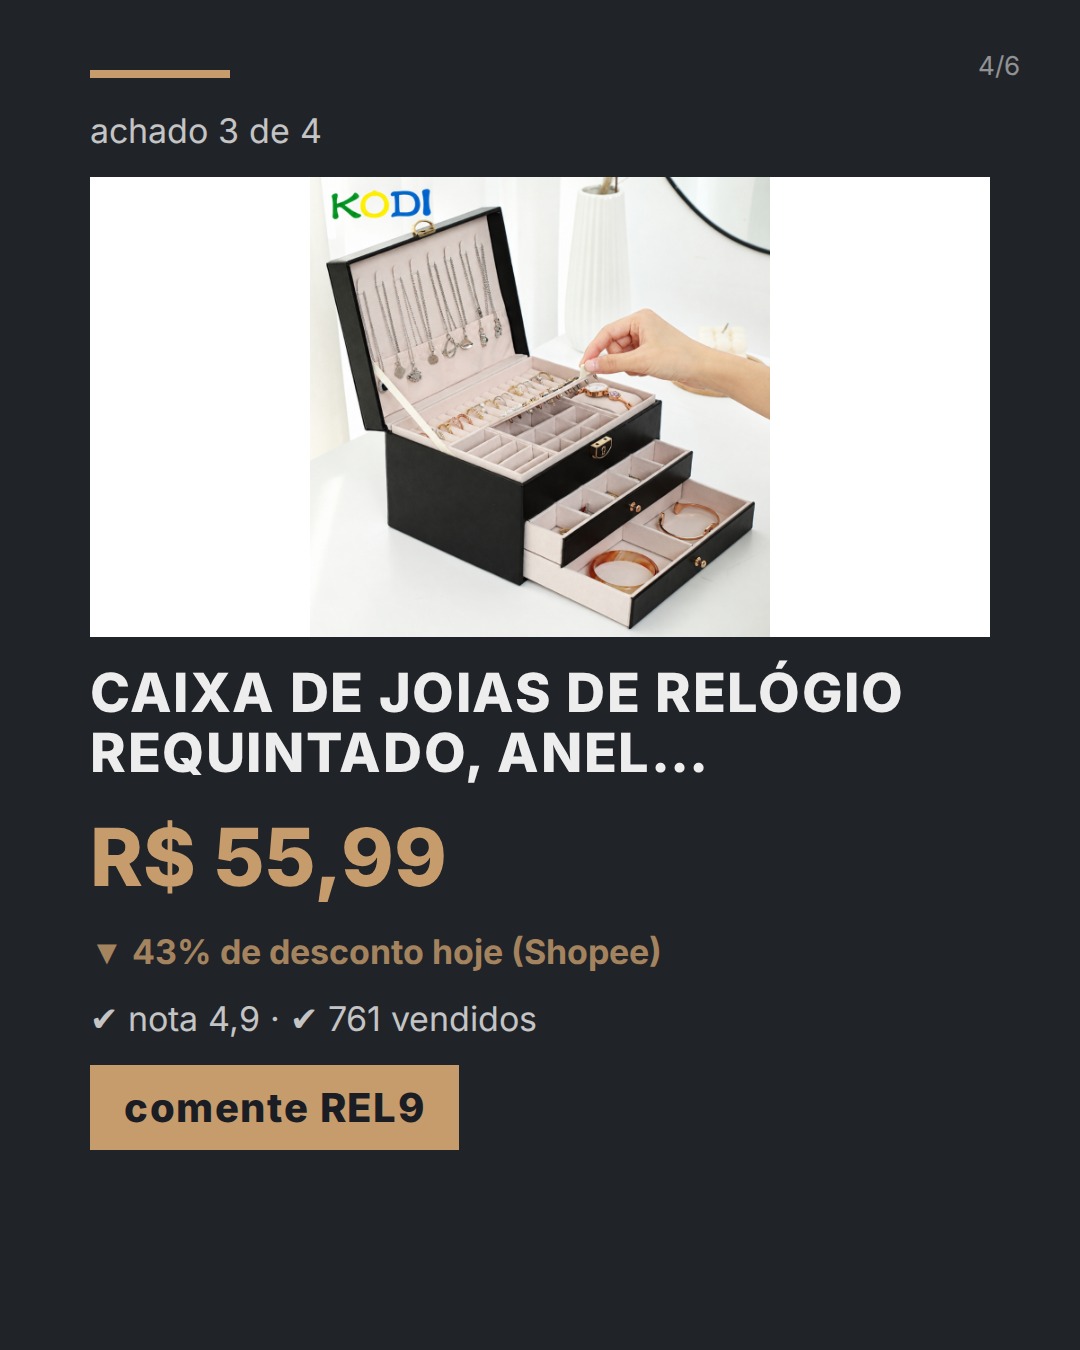 4/6
achado 3 de 4
KODI
CAIXA DE JOIAS DE RELÓGIO
REQUINTADO, ANEL...
R$ 55,99
▼ 43% de desconto hoje (Shopee)
✔ nota 4,9 · ✔ 761 vendidos
comente REL9